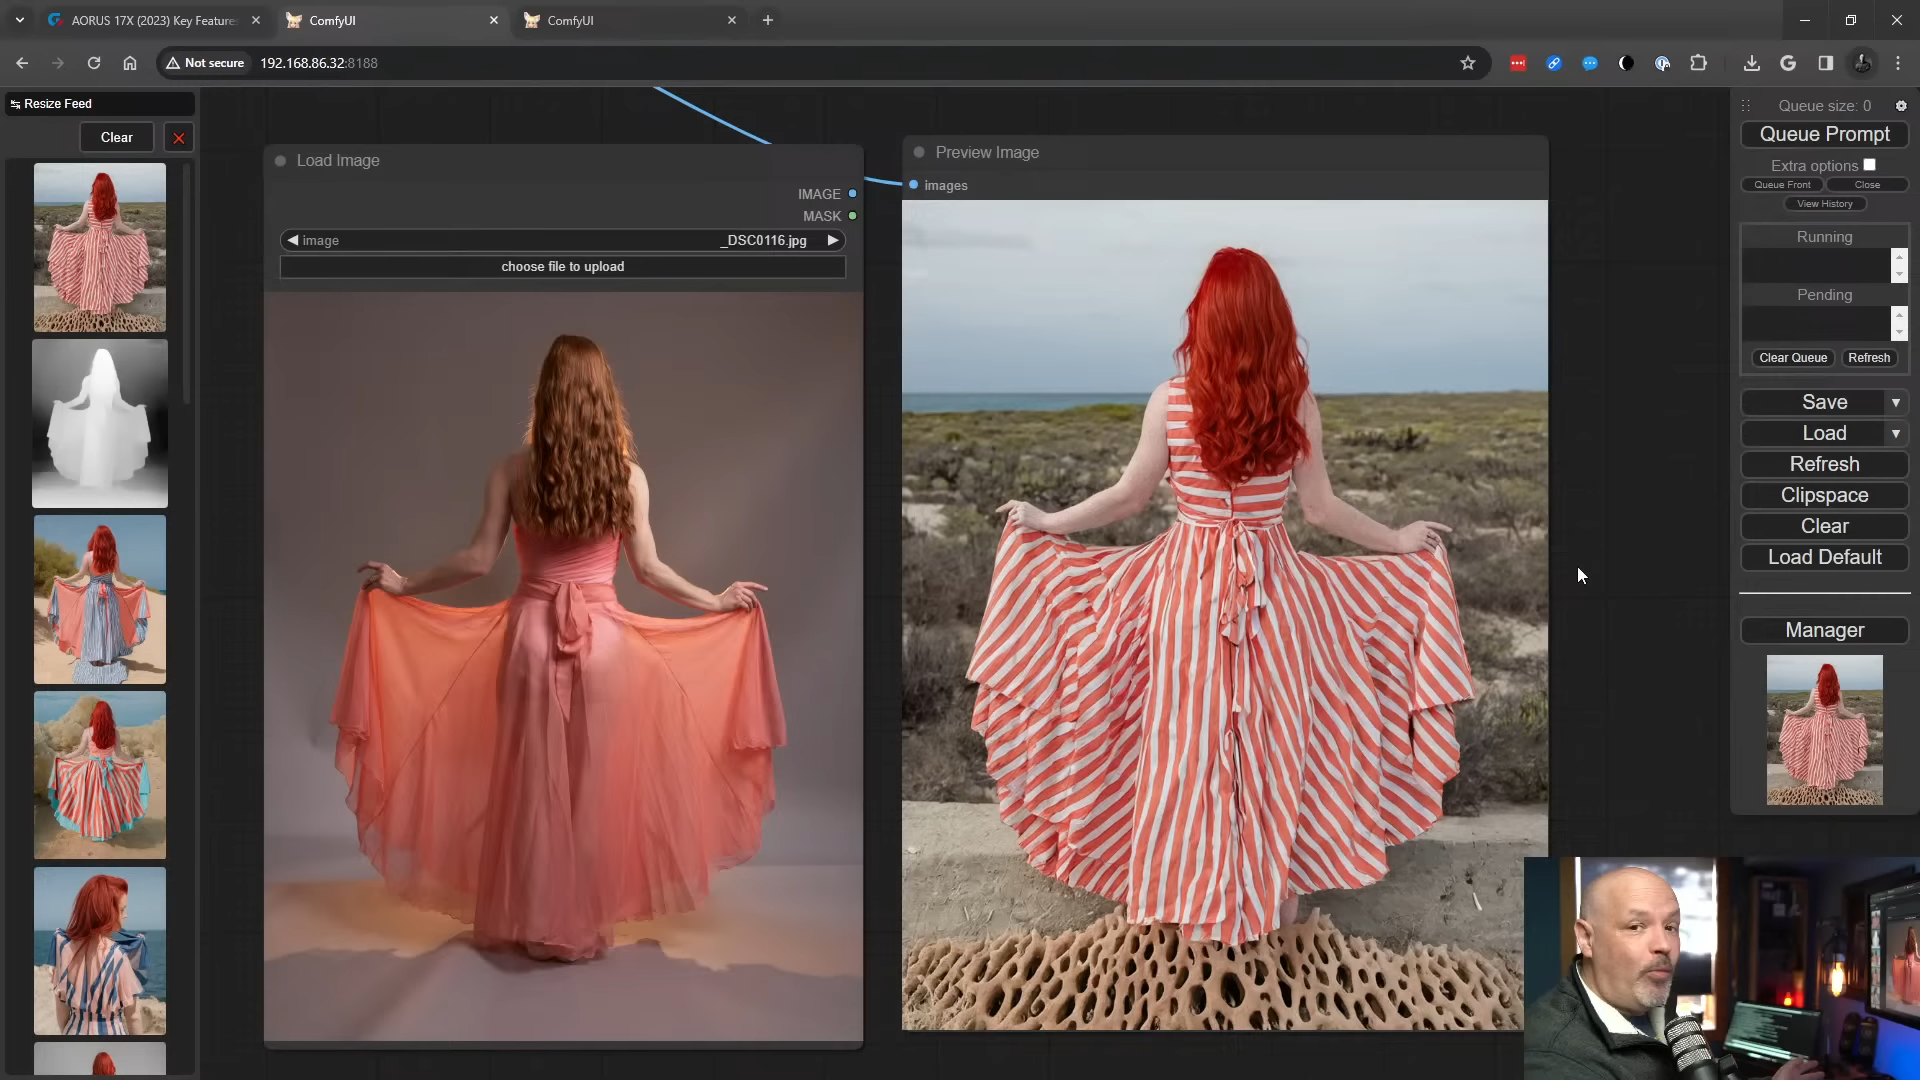 AORUS 17X (2023) Key Feature
ComfyUI
ComfyUI
Not secure
192.168.86.32:8188
Resize Feed
Clear
Load Image
IMAGE
MASK
image
_DSC0116.jpg
choose file to upload
Preview Image
images
Queue size: 0
Queue Prompt
Extra options
Queue Front
Close
View History
Running
Pending
Clear Queue
Refresh
Save
Load
Refresh
Clipspace
Clear
Load Default
Manager